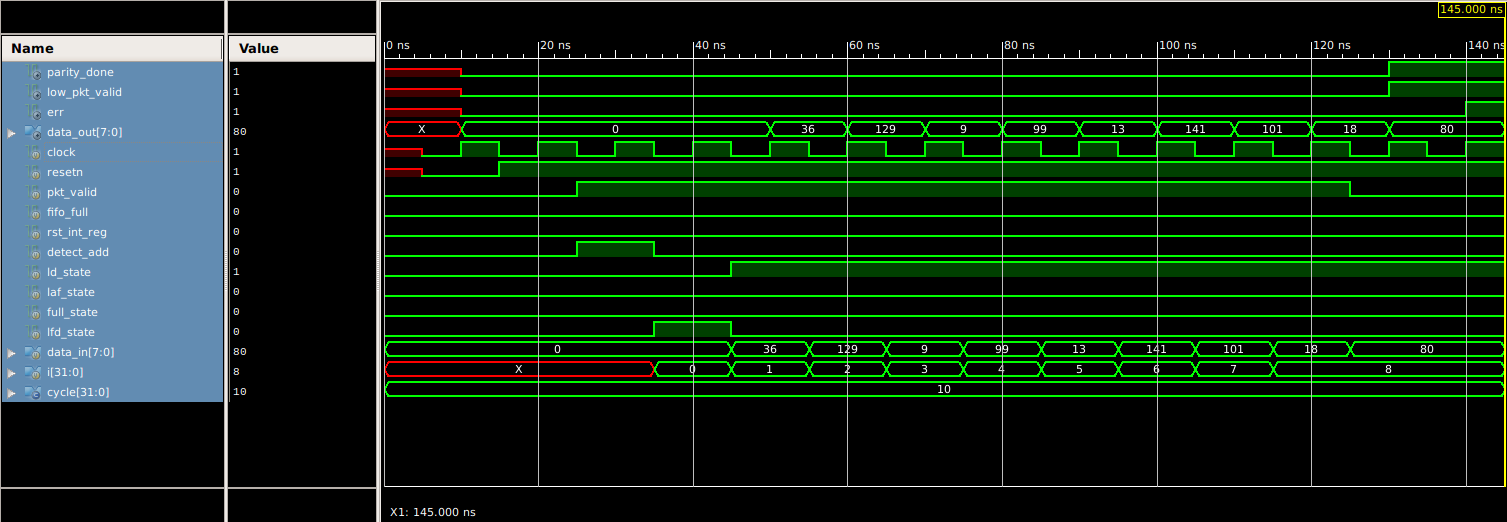 145.000 ns
Name Value 0 ns 20 ns 40 ns 60 ns 80 ns 100 ns 120 ns 140 ns
parity_done 1
low_pkt_valid 1
err 1
data_out[7:0] 80 X 0 36 129 9 99 13 141 101 18 80
clock 1
resetn 1
pkt_valid 0
fifo_full 0
rst_int_reg 0
detect_add 0
ld_state 1
laf_state 0
full_state 0
lfd_state 0
data_in[7:0] 80 0 36 129 9 99 13 141 101 18 80
i[31:0] 8 X 0 1 2 3 4 5 6 7 8
cycle[31:0] 10 10
X1: 145.000 ns